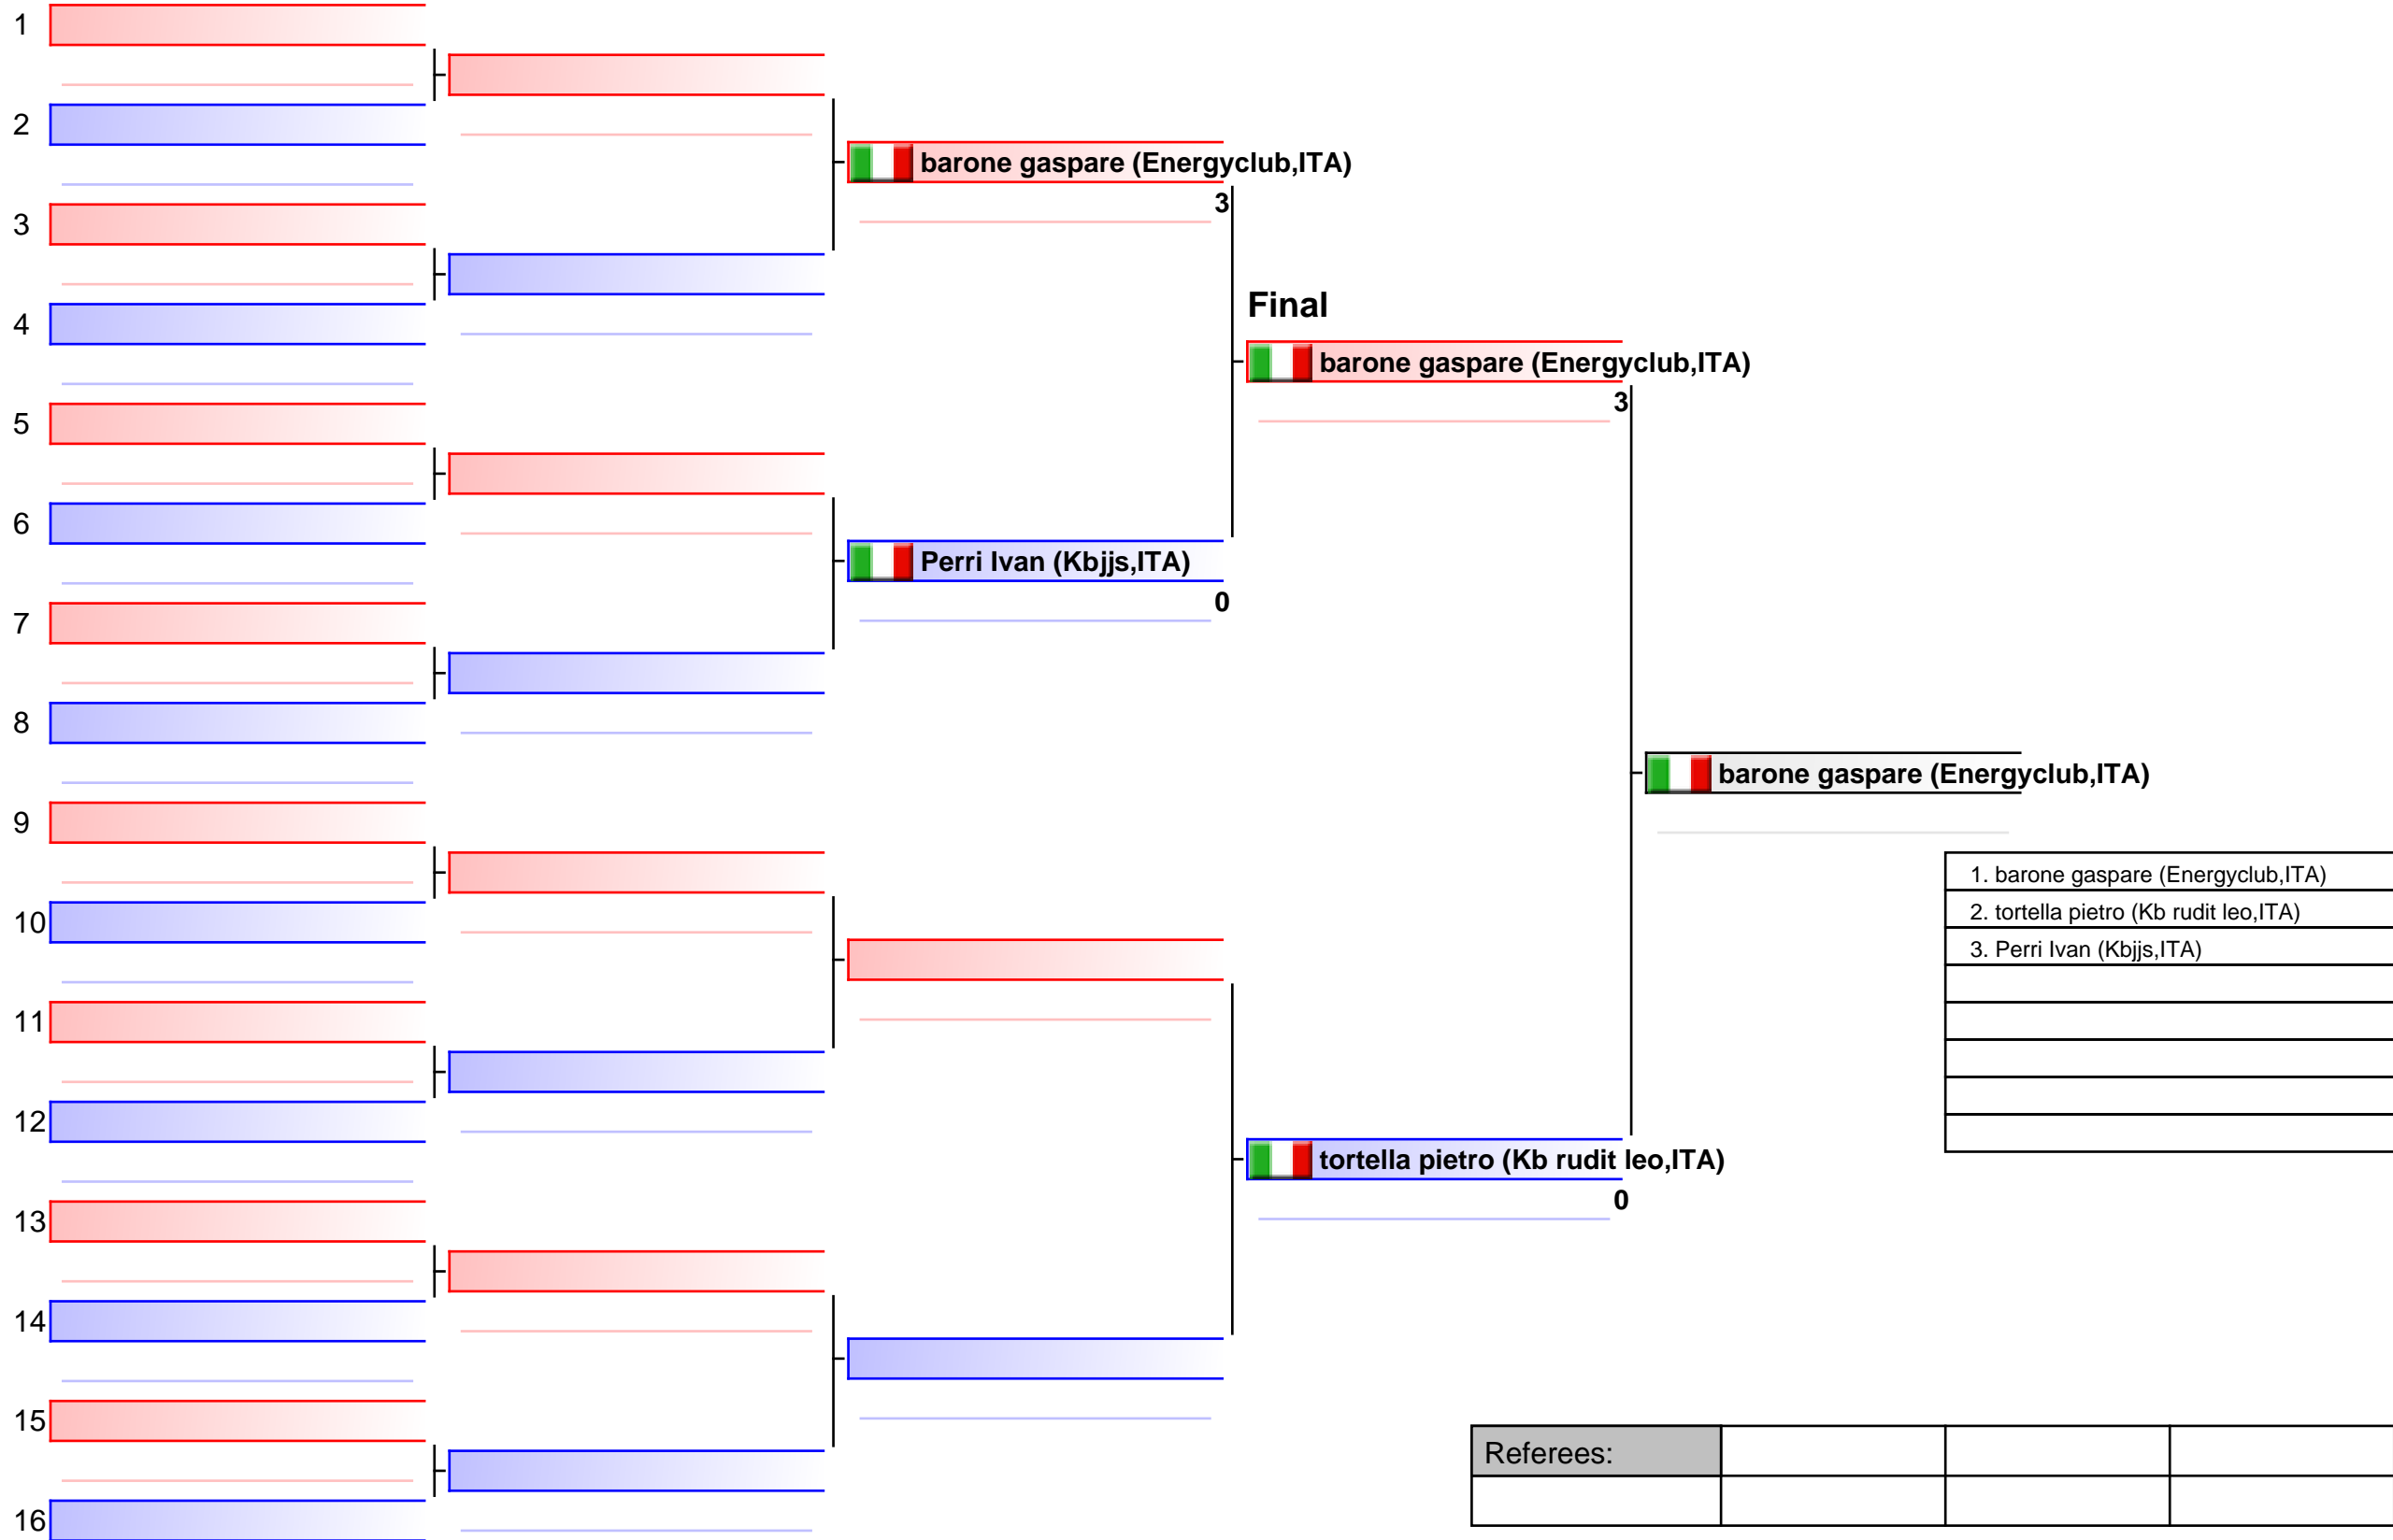 1
2
barone gaspare (Energyclub,ITA)
3
3
Final
4
barone gaspare (Energyclub,ITA)
3
5
6
Perri Ivan (Kbjjs,ITA)
0
7
8
barone gaspare (Energyclub,ITA)
9
1. barone gaspare (Energyclub,ITA)
2. tortella pietro (Kb rudit leo,ITA)
3. Perri Ivan (Kbjjs,ITA)
10
11
12
tortella pietro (Kb rudit leo,ITA)
0
13
14
15
Referees:
16